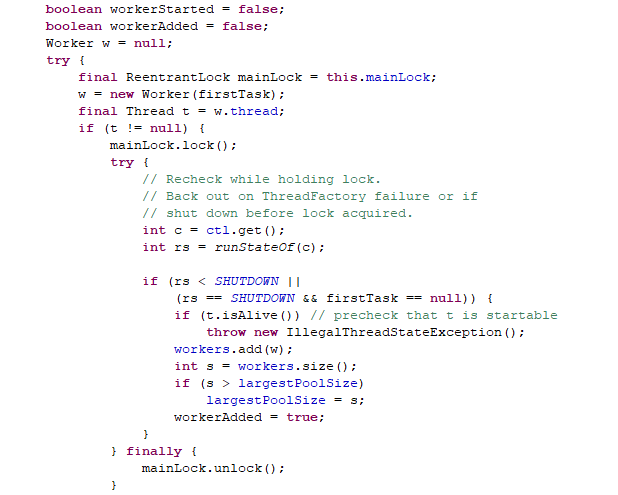 boolean workerStarted = false;
boolean workerAdded = false;
Worker w = null;
try {
    final ReentrantLock mainLock = this.mainLock;
    w = new Worker(firstTask);
    final Thread t = w.thread;
    if (t != null) {
        mainLock.lock();
        try {
            // Recheck while holding lock.
            // Back out on ThreadFactory failure or if
            // shut down before lock acquired.
            int c = ctl.get();
            int rs = runStateOf(c);

            if (rs < SHUTDOWN ||
                (rs == SHUTDOWN && firstTask == null)) {
                if (t.isAlive()) // precheck that t is startable
                    throw new IllegalThreadStateException();
                workers.add(w);
                int s = workers.size();
                if (s > largestPoolSize)
                    largestPoolSize = s;
                workerAdded = true;
            }
        } finally {
            mainLock.unlock();
        }